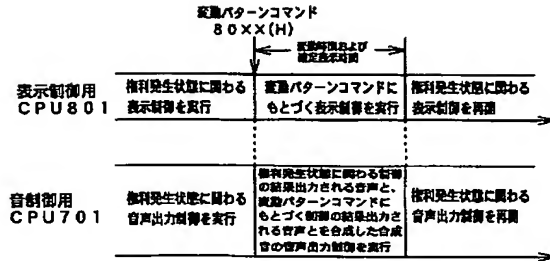 変動パターンコマンド
80××(H)
変動時間および
確定表示時間
表示制御用
CPU801
権利発生状態に関わる
表示制御を実行
変動パターンコマンドに
もとづく表示制御を実行
権利発生状態に関わる
表示制御を再開
音制御用
CPU701
権利発生状態に関わる
音声出力制御を実行
権利発生状態に関わる制御
の結果出力される音声と、
変動パターンコマンドに
もとづく制御の結果出力さ
れる音声とを合成した合成
音の音声出力制御を実行
権利発生状態に関わる
音声出力制御を再開